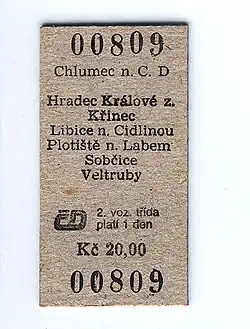 00809
Chlumec n. C. D
Hradec Králové z.
Křinec
Libice n. Cidlinou
Plotiště n. Labem
Sobčice
Veltruby
ČD 2. voz. třída
platí 1 den
Kč 20,00
00809